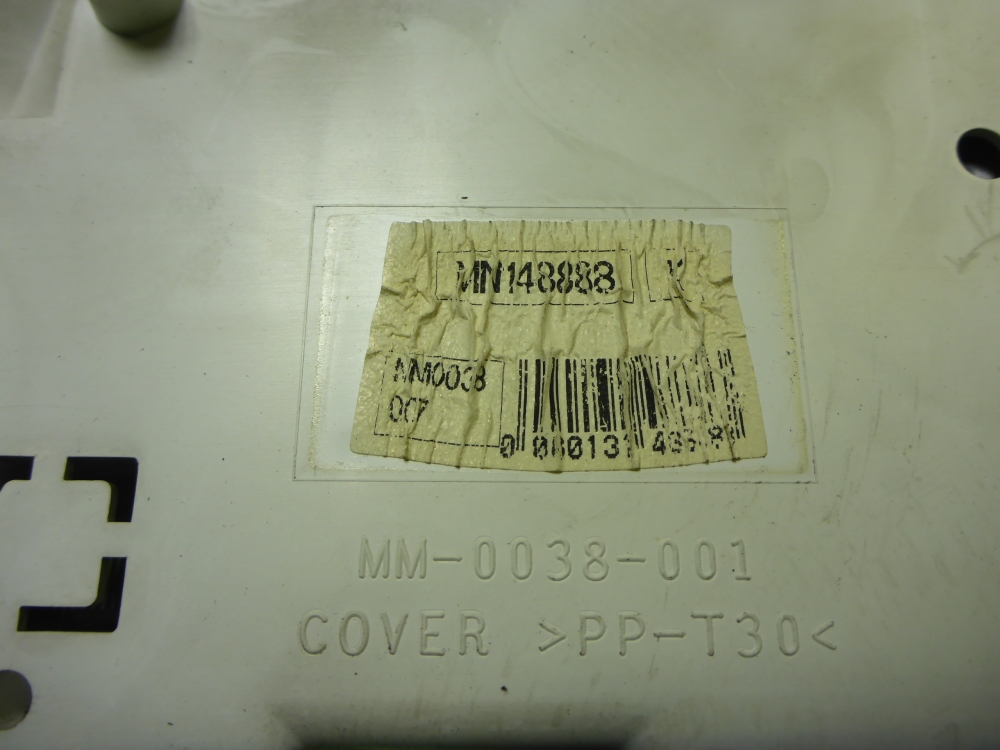 MN148888
MM0038
007
MM-0038-001
COVER >PP-T30<